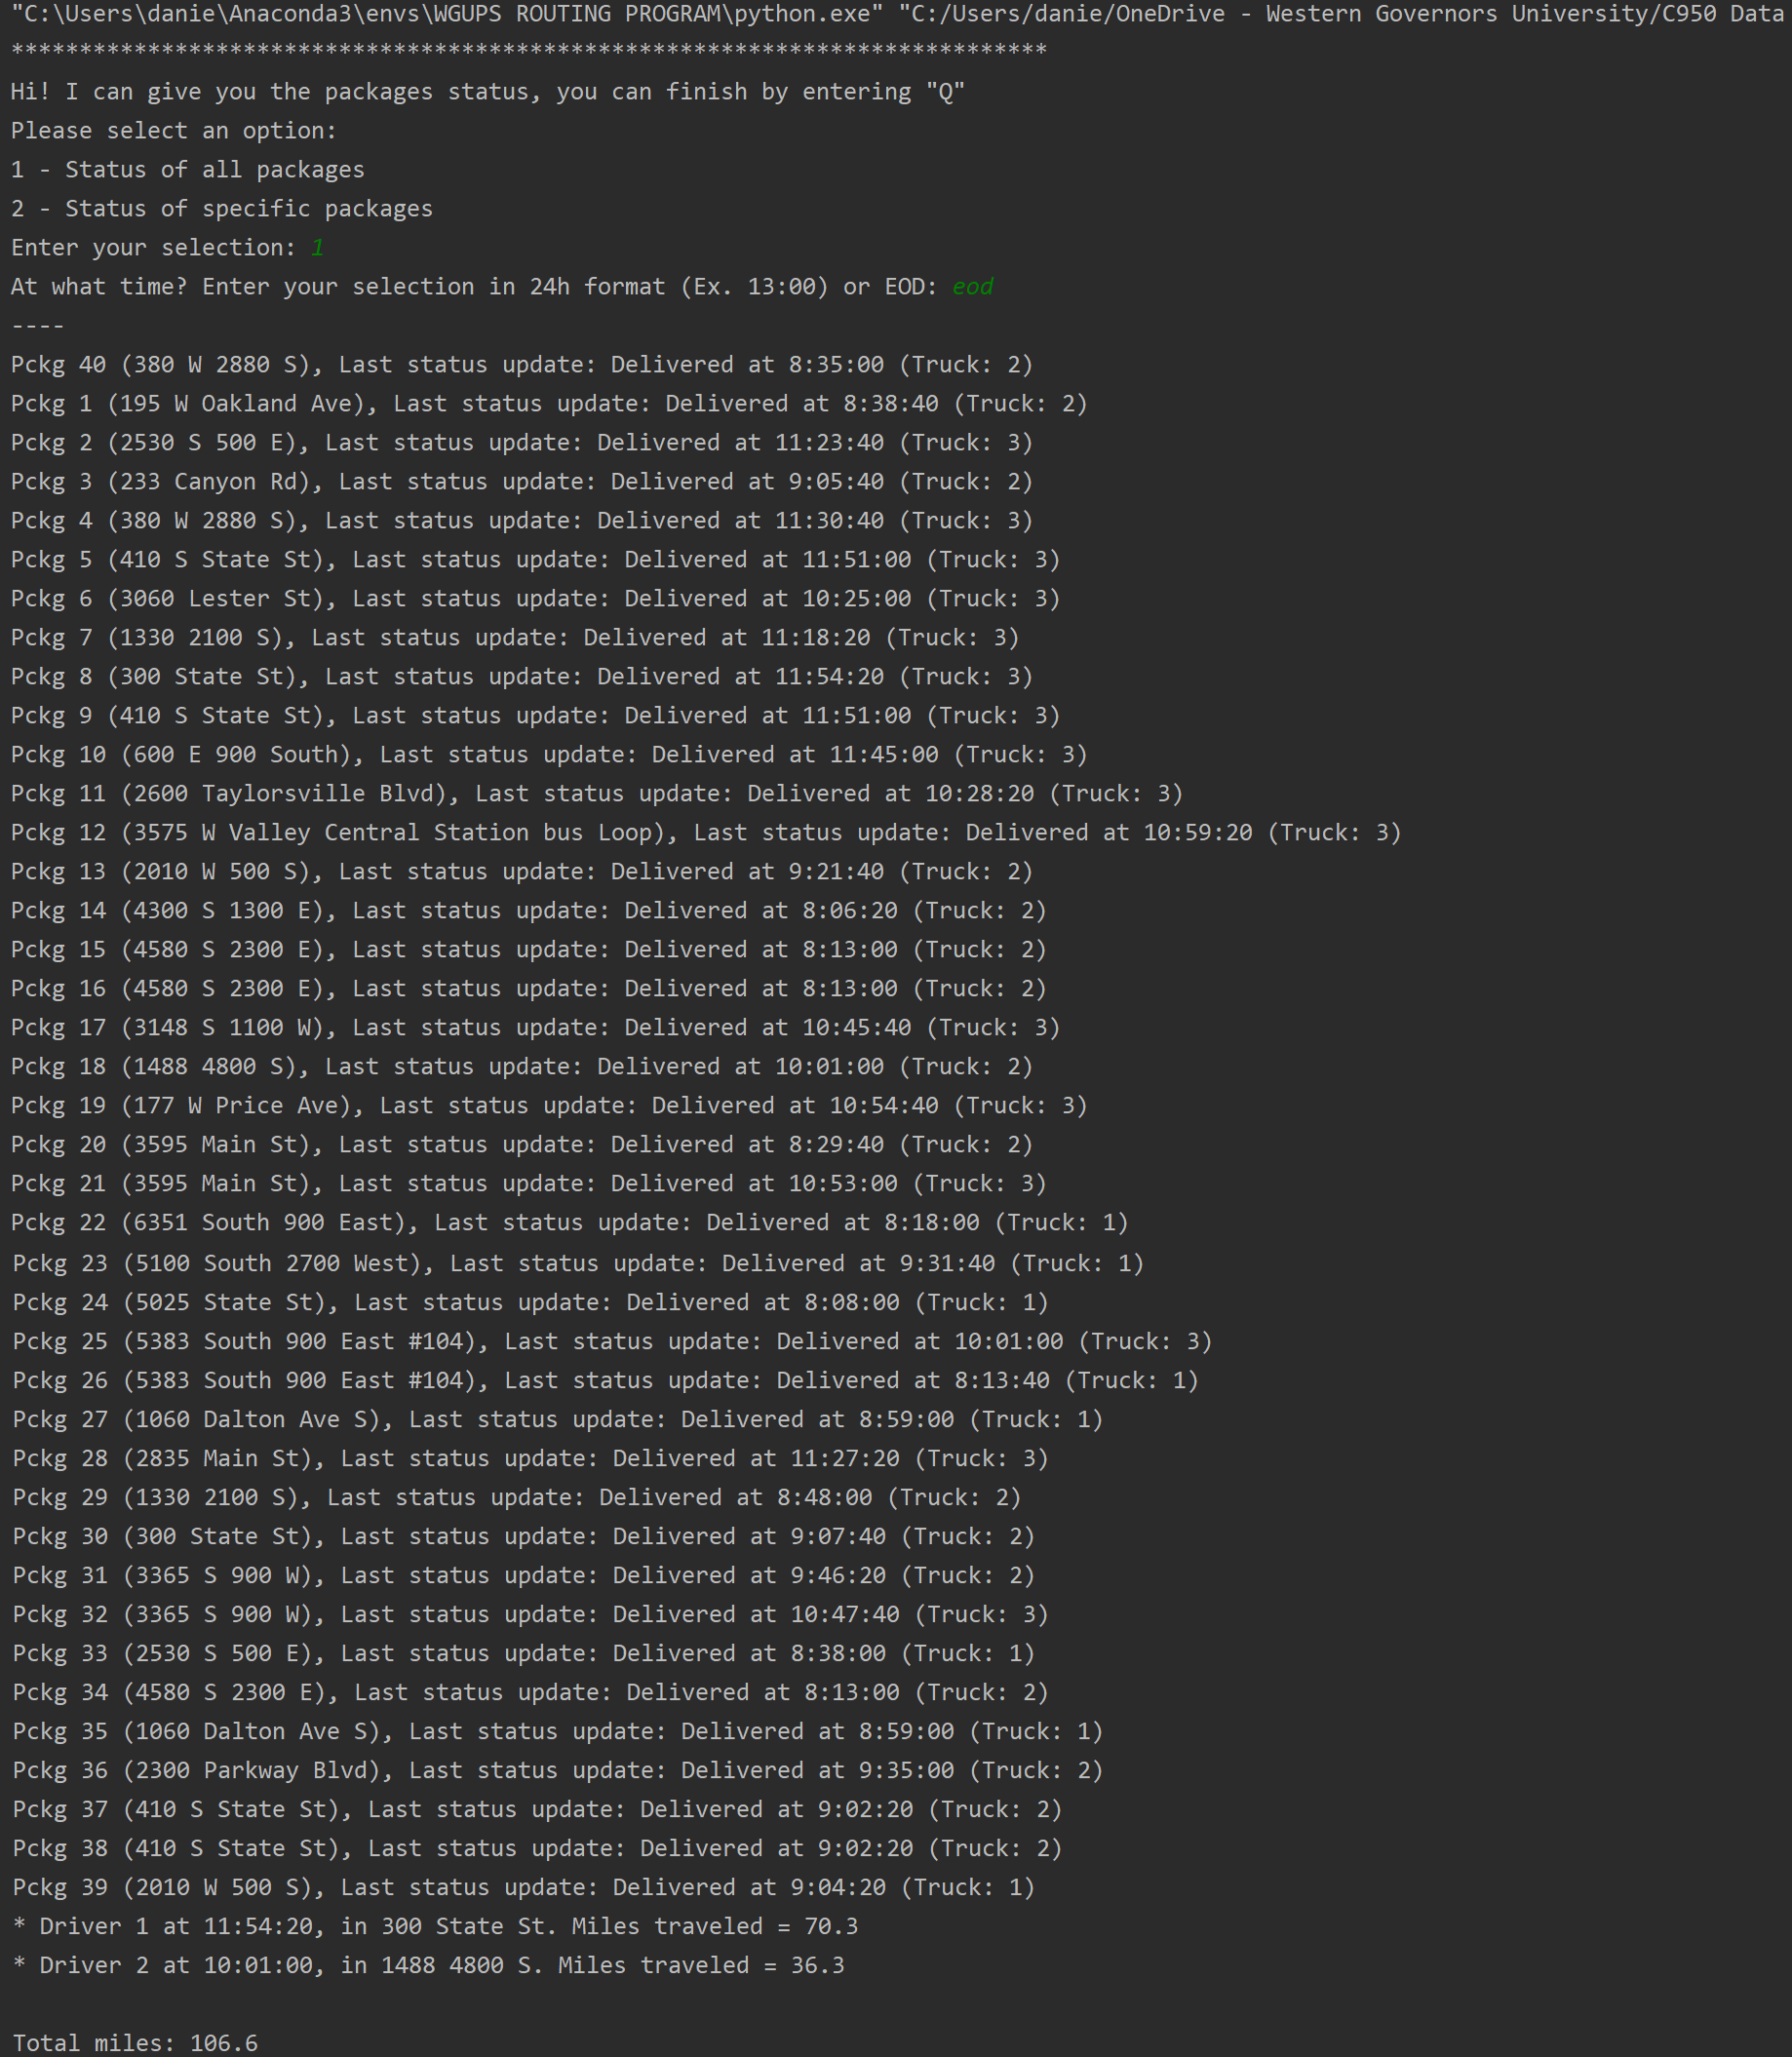 "C:\Users\danie\Anaconda3\envs\WGUPS ROUTING PROGRAM\python.exe" "C:/Users/danie/OneDrive - Western Governors University/C950 Data
****************************************************************************
Hi! I can give you the packages status, you can finish by entering "Q"
Please select an option:
1 - Status of all packages
2 - Status of specific packages
Enter your selection: 1
At what time? Enter your selection in 24h format (Ex. 13:00) or EOD: eod
----
Pckg 40 (380 W 2880 S), Last status update: Delivered at 8:35:00 (Truck: 2)
Pckg 1 (195 W Oakland Ave), Last status update: Delivered at 8:38:40 (Truck: 2)
Pckg 2 (2530 S 500 E), Last status update: Delivered at 11:23:40 (Truck: 3)
Pckg 3 (233 Canyon Rd), Last status update: Delivered at 9:05:40 (Truck: 2)
Pckg 4 (380 W 2880 S), Last status update: Delivered at 11:30:40 (Truck: 3)
Pckg 5 (410 S State St), Last status update: Delivered at 11:51:00 (Truck: 3)
Pckg 6 (3060 Lester St), Last status update: Delivered at 10:25:00 (Truck: 3)
Pckg 7 (1330 2100 S), Last status update: Delivered at 11:18:20 (Truck: 3)
Pckg 8 (300 State St), Last status update: Delivered at 11:54:20 (Truck: 3)
Pckg 9 (410 S State St), Last status update: Delivered at 11:51:00 (Truck: 3)
Pckg 10 (600 E 900 South), Last status update: Delivered at 11:45:00 (Truck: 3)
Pckg 11 (2600 Taylorsville Blvd), Last status update: Delivered at 10:28:20 (Truck: 3)
Pckg 12 (3575 W Valley Central Station bus Loop), Last status update: Delivered at 10:59:20 (Truck: 3)
Pckg 13 (2010 W 500 S), Last status update: Delivered at 9:21:40 (Truck: 2)
Pckg 14 (4300 S 1300 E), Last status update: Delivered at 8:06:20 (Truck: 2)
Pckg 15 (4580 S 2300 E), Last status update: Delivered at 8:13:00 (Truck: 2)
Pckg 16 (4580 S 2300 E), Last status update: Delivered at 8:13:00 (Truck: 2)
Pckg 17 (3148 S 1100 W), Last status update: Delivered at 10:45:40 (Truck: 3)
Pckg 18 (1488 4800 S), Last status update: Delivered at 10:01:00 (Truck: 2)
Pckg 19 (177 W Price Ave), Last status update: Delivered at 10:54:40 (Truck: 3)
Pckg 20 (3595 Main St), Last status update: Delivered at 8:29:40 (Truck: 2)
Pckg 21 (3595 Main St), Last status update: Delivered at 10:53:00 (Truck: 3)
Pckg 22 (6351 South 900 East), Last status update: Delivered at 8:18:00 (Truck: 1)
Pckg 23 (5100 South 2700 West), Last status update: Delivered at 9:31:40 (Truck: 1)
Pckg 24 (5025 State St), Last status update: Delivered at 8:08:00 (Truck: 1)
Pckg 25 (5383 South 900 East #104), Last status update: Delivered at 10:01:00 (Truck: 3)
Pckg 26 (5383 South 900 East #104), Last status update: Delivered at 8:13:40 (Truck: 1)
Pckg 27 (1060 Dalton Ave S), Last status update: Delivered at 8:59:00 (Truck: 1)
Pckg 28 (2835 Main St), Last status update: Delivered at 11:27:20 (Truck: 3)
Pckg 29 (1330 2100 S), Last status update: Delivered at 8:48:00 (Truck: 2)
Pckg 30 (300 State St), Last status update: Delivered at 9:07:40 (Truck: 2)
Pckg 31 (3365 S 900 W), Last status update: Delivered at 9:46:20 (Truck: 2)
Pckg 32 (3365 S 900 W), Last status update: Delivered at 10:47:40 (Truck: 3)
Pckg 33 (2530 S 500 E), Last status update: Delivered at 8:38:00 (Truck: 1)
Pckg 34 (4580 S 2300 E), Last status update: Delivered at 8:13:00 (Truck: 2)
Pckg 35 (1060 Dalton Ave S), Last status update: Delivered at 8:59:00 (Truck: 1)
Pckg 36 (2300 Parkway Blvd), Last status update: Delivered at 9:35:00 (Truck: 2)
Pckg 37 (410 S State St), Last status update: Delivered at 9:02:20 (Truck: 2)
Pckg 38 (410 S State St), Last status update: Delivered at 9:02:20 (Truck: 2)
Pckg 39 (2010 W 500 S), Last status update: Delivered at 9:04:20 (Truck: 1)
* Driver 1 at 11:54:20, in 300 State St. Miles traveled = 70.3
* Driver 2 at 10:01:00, in 1488 4800 S. Miles traveled = 36.3
Total miles: 106.6